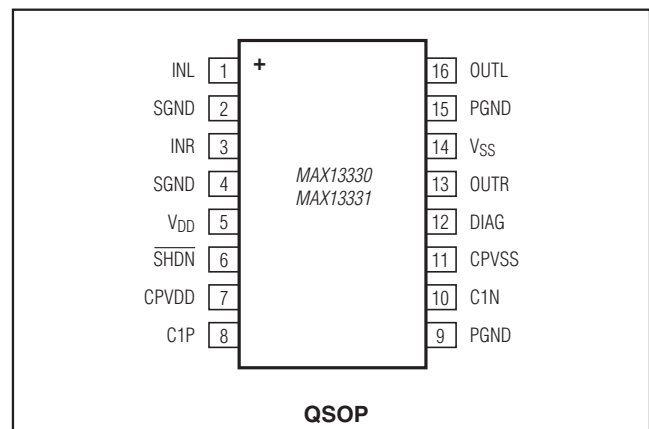 +
MAX13330
MAX13331
INL 1
SGND 2
INR 3
SGND 4
VDD 5
SHDN 6
CPVDD 7
C1P 8
16 OUTL
15 PGND
14 VSS
13 OUTR
12 DIAG
11 CPVSS
10 C1N
9 PGND
QSOP